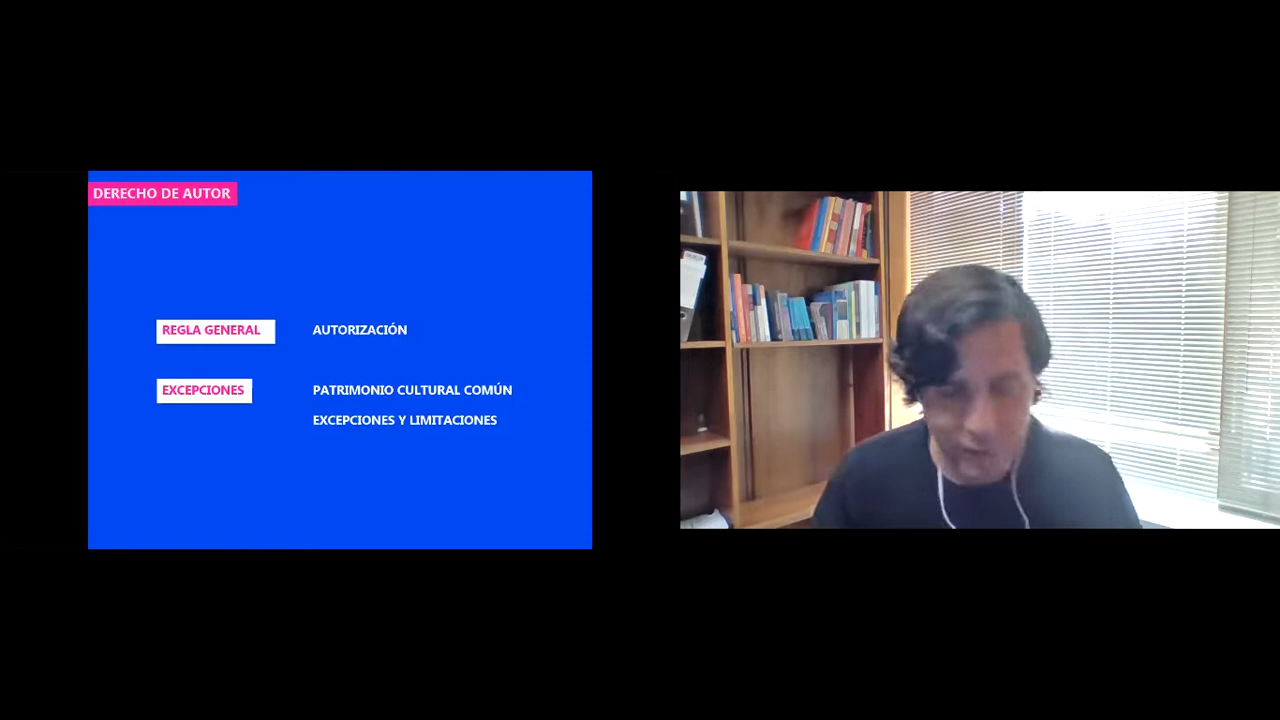 DERECHO DE AUTOR
REGLA GENERAL AUTORIZACIÓN
EXCEPCIONES PATRIMONIO CULTURAL COMÚN
EXCEPCIONES Y LIMITACIONES